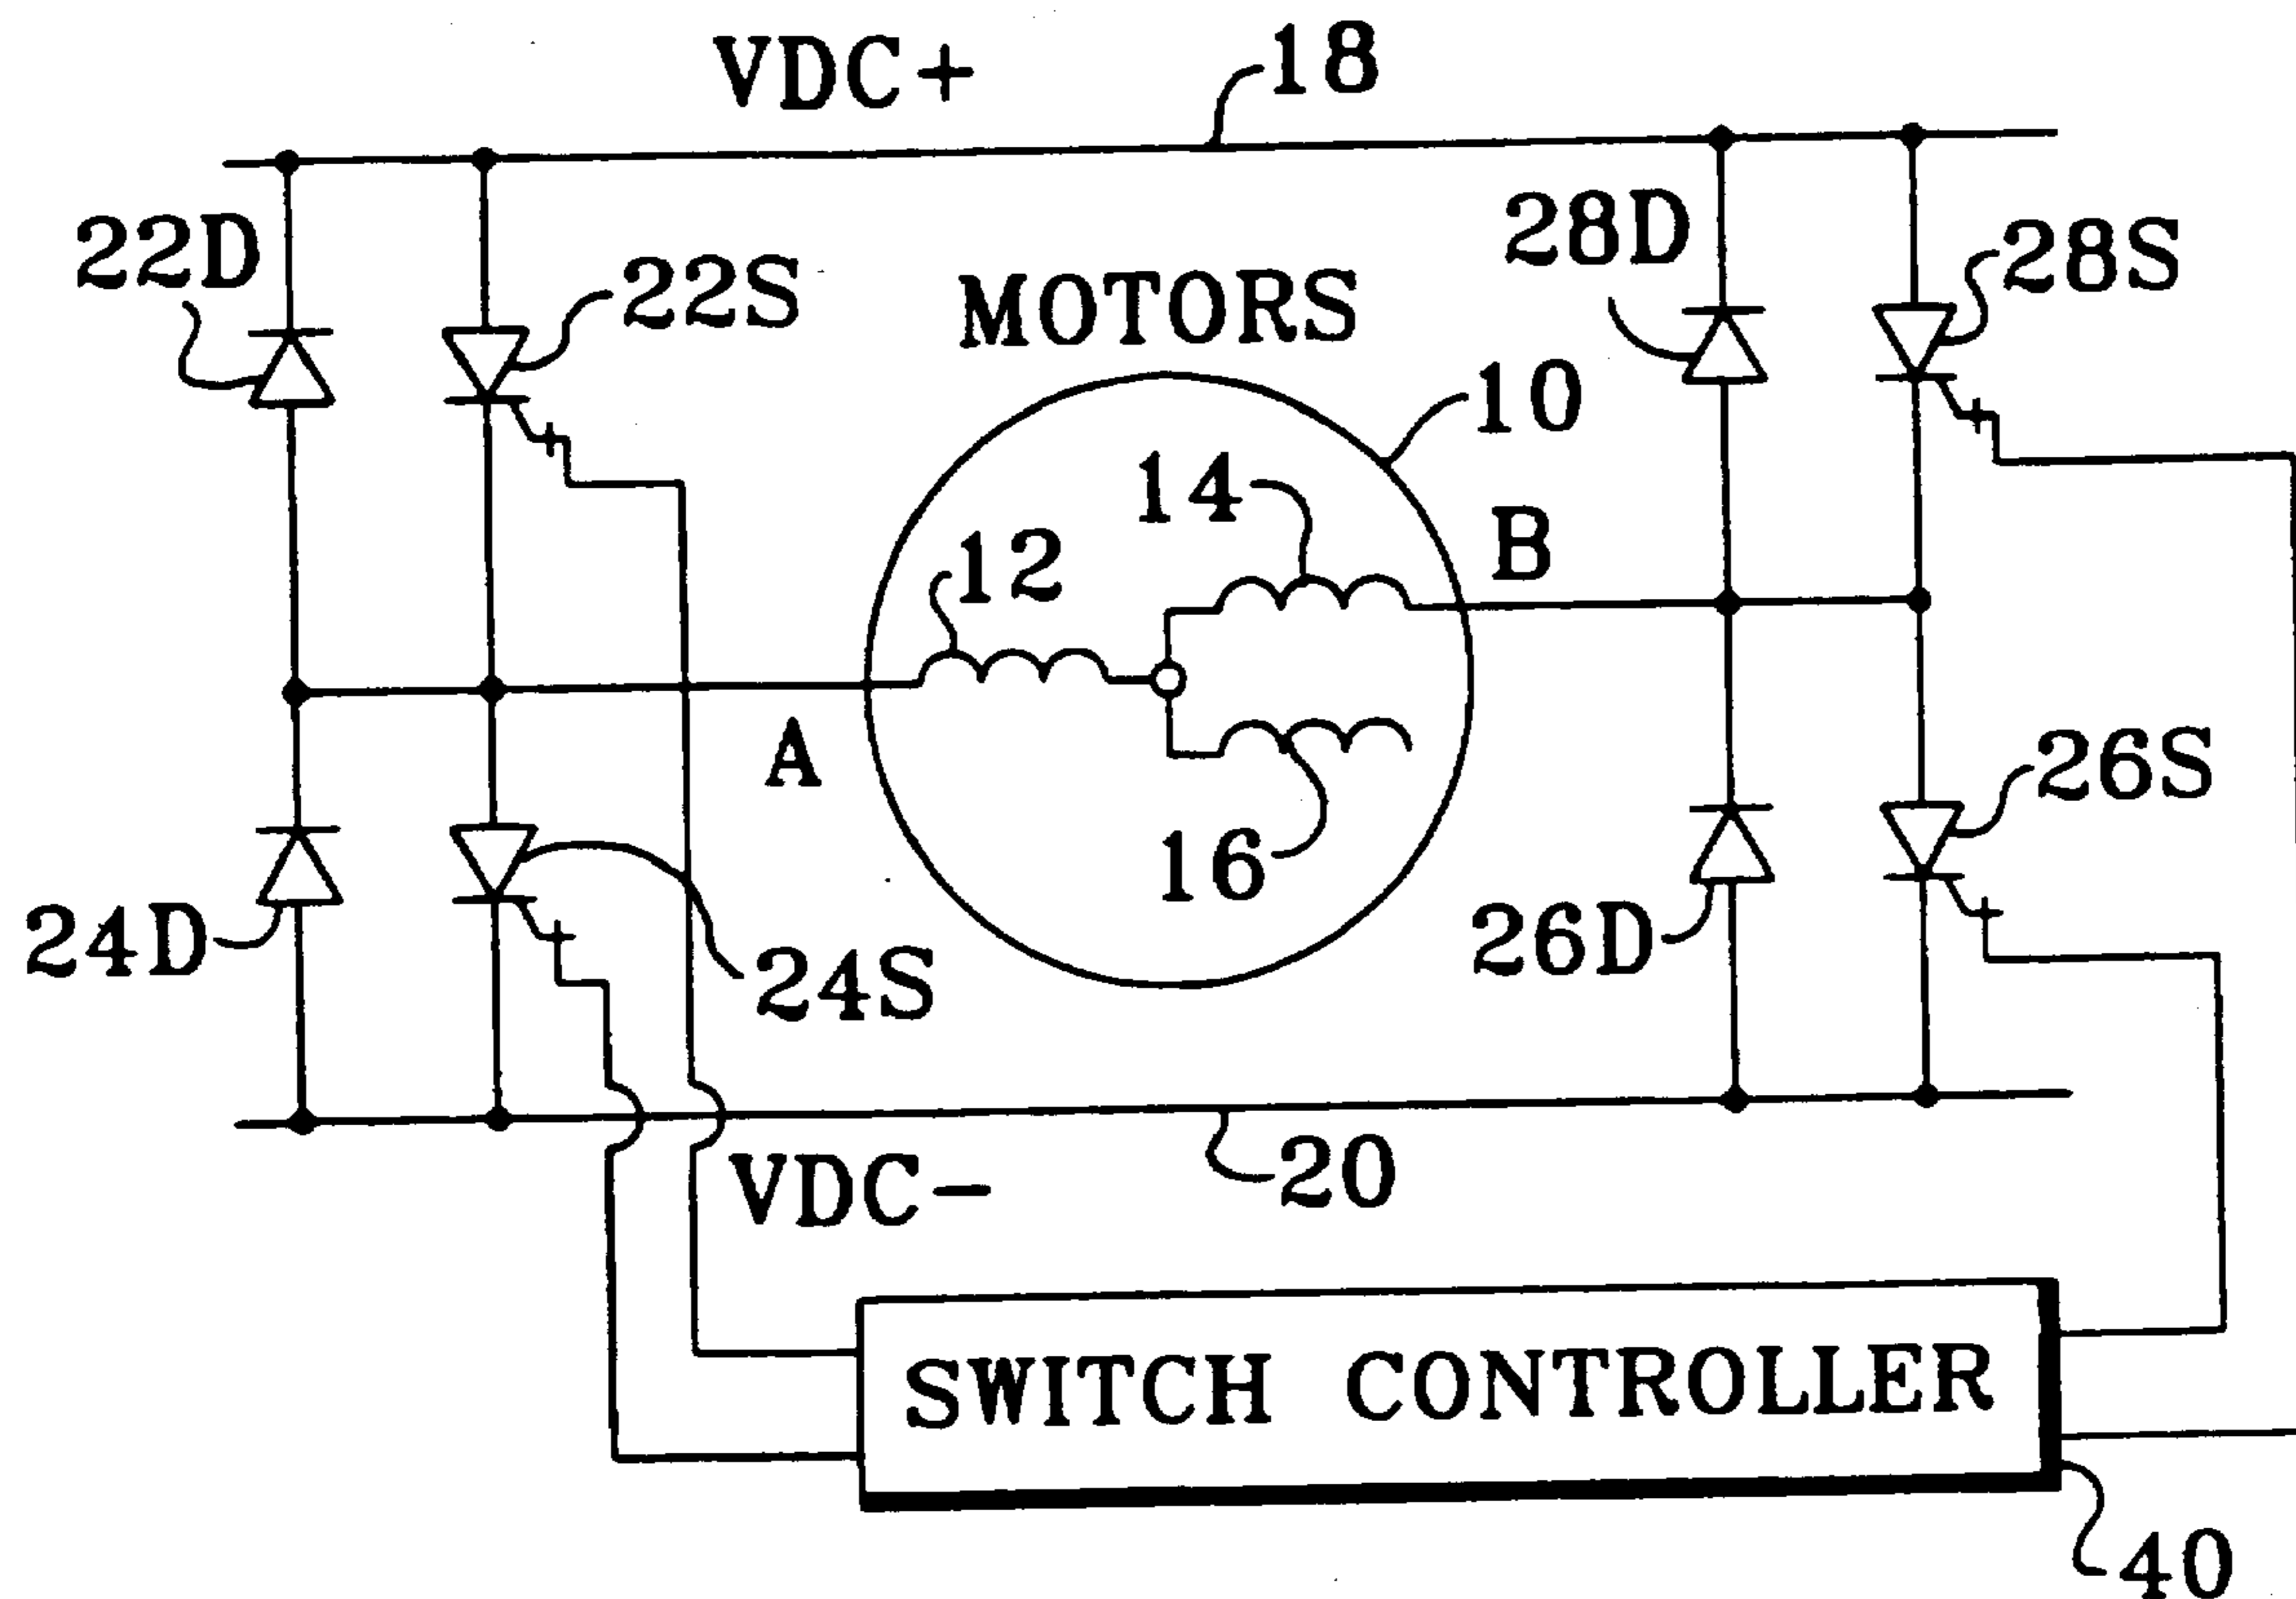 VDC+
18
22D
22S
MOTORS
28D
28S
10
14
12
B
A
16
26S
24D
24S
26D
VDC-
20
SWITCH CONTROLLER
40